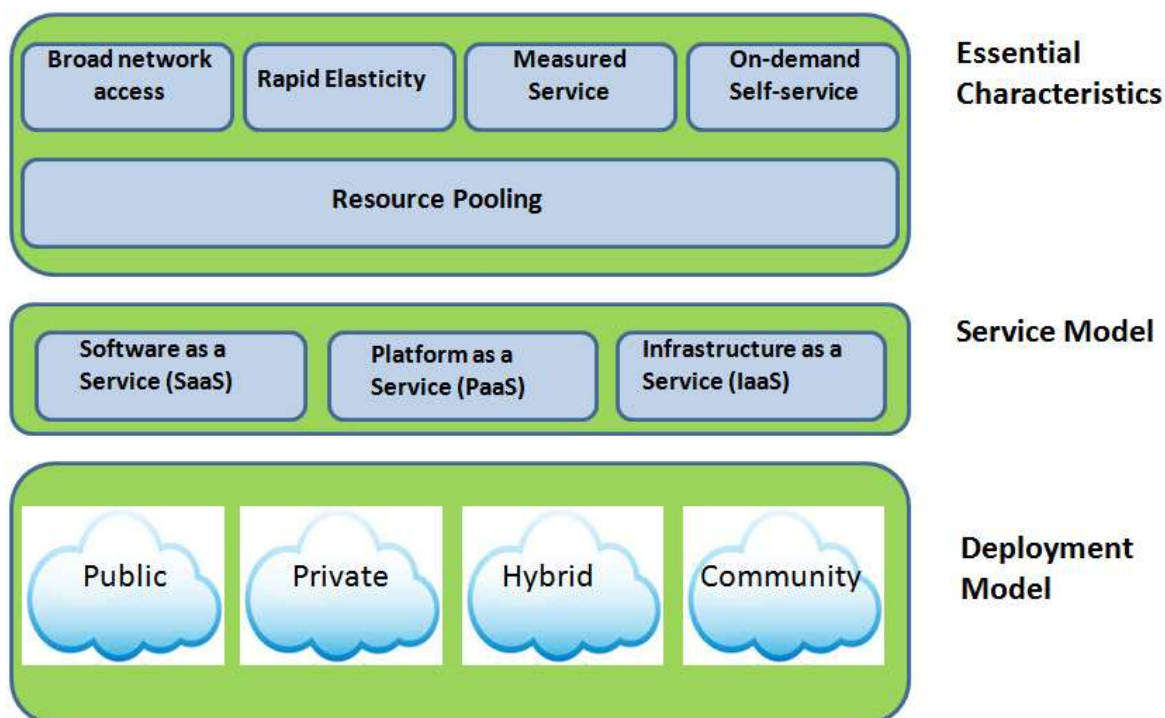 Broad network
access
Rapid Elasticity
Measured
Service
On-demand
Self-service
Essential
Characteristics
Resource Pooling
Software as a
Service (SaaS)
Platform as a
Service (PaaS)
Infrastructure as a
Service (IaaS)
Service Model
Public
Private
Hybrid
Community
Deployment
Model